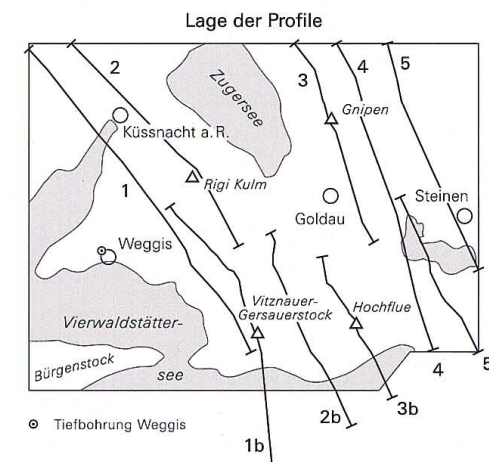 Lage der Profile
2
3
4
5
Zugersee
Gnipen
Küssnacht a. R.
1
Rigi Kulm
Steinen
Goldau
Weggis
Vitznauer-
Gersauerstock
Hochflue
Vierwaldstätter-
see
Bürgenstock
4
5
2b
3b
1b
Tiefbohrung Weggis